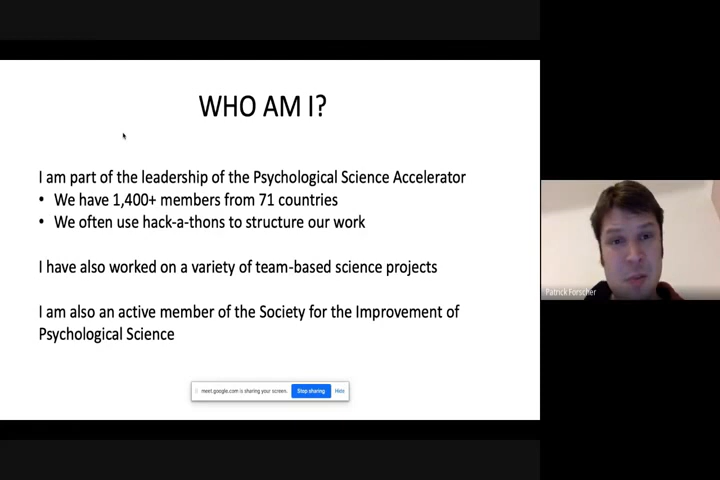 WHO AM I?
I am part of the leadership of the Psychological Science Accelerator
• We have 1,400+ members from 71 countries
• We often use hack-a-thons to structure our work
I have also worked on a variety of team-based science projects
I am also an active member of the Society for the Improvement of
Psychological Science
meet.google.com is sharing your screen. Stop sharing Hide
Patrick Forscher